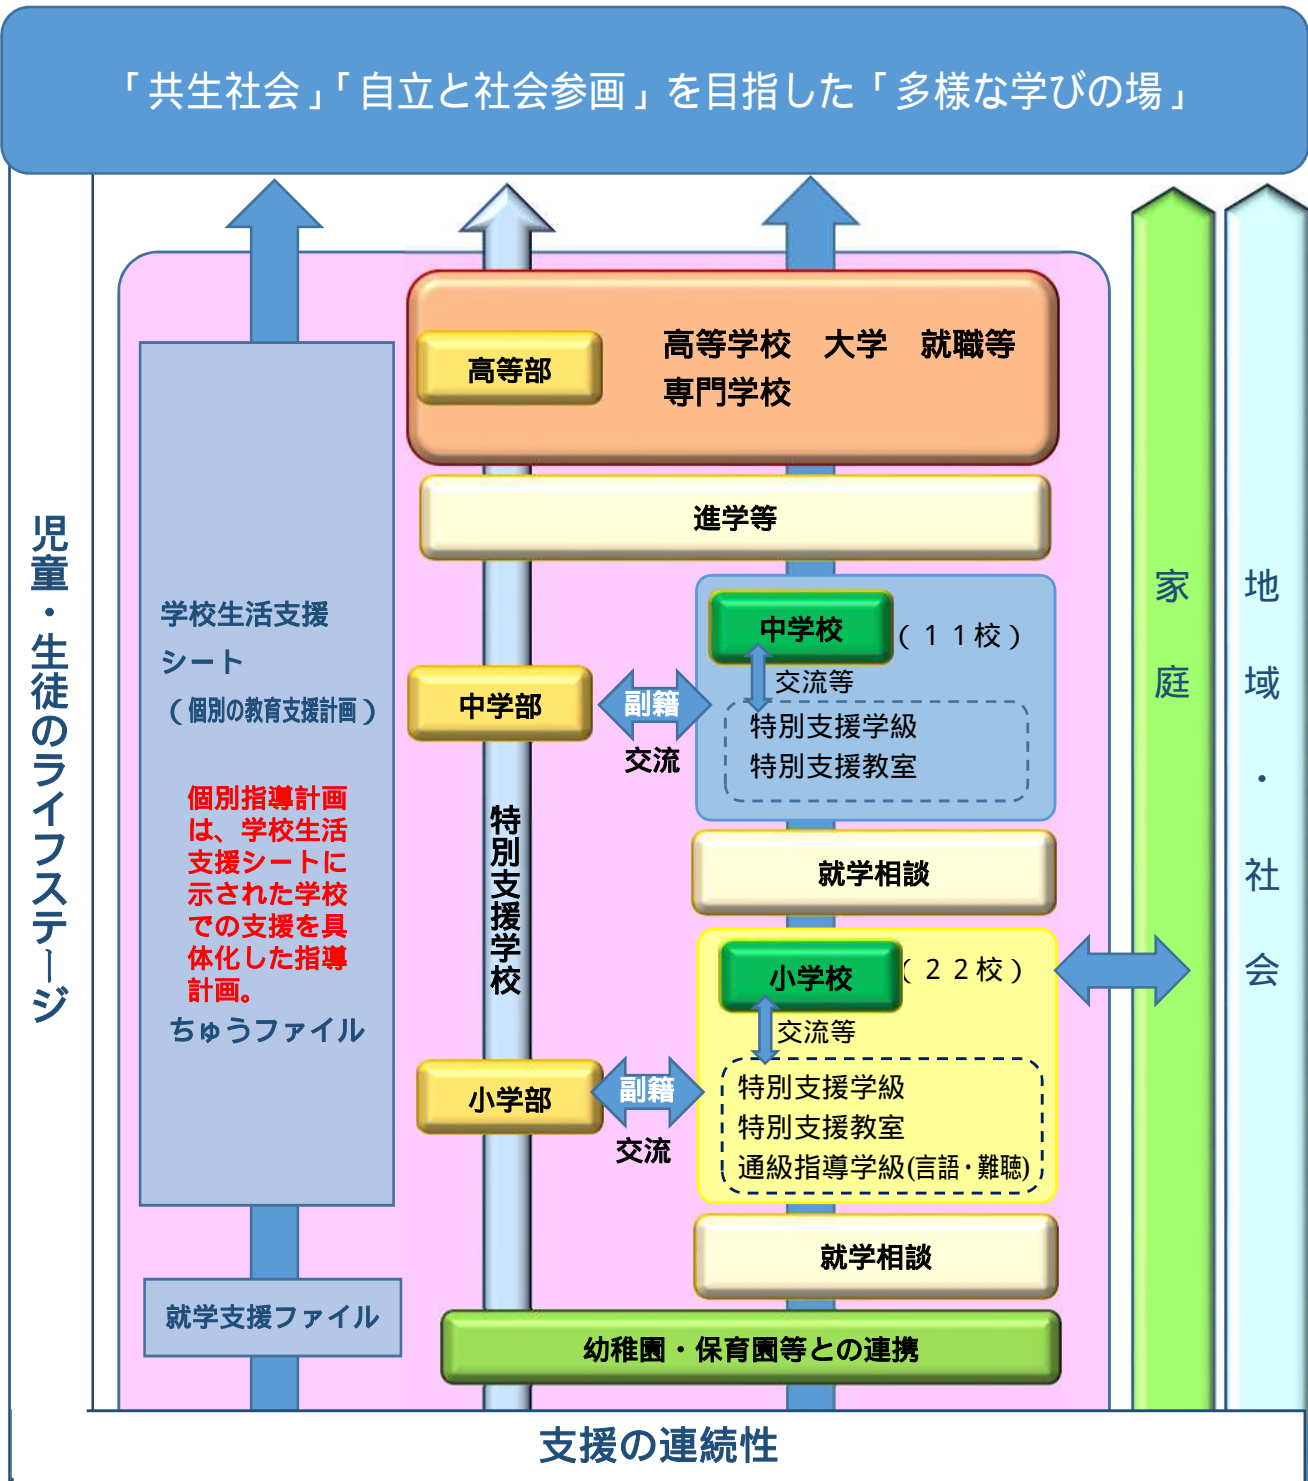 「共生社会」「自立と社会参画」を目指した「多様な学びの場」
高等部
高等学校　大学　就職等
専門学校
進学等
児童・生徒のライフステージ
学校生活支援
シート
（個別の教育支援計画）
個別指導計画
は、学校生活
支援シートに
示された学校
での支援を具
体化した指導
計画。
ちゅうファイル
就学支援ファイル
特別支援学校
中学部
副籍
交流
中学校
（１１校）
交流等
特別支援学級
特別支援教室
就学相談
小学部
副籍
交流
小学校
（２２校）
交流等
特別支援学級
特別支援教室
通級指導学級(言語・難聴)
就学相談
幼稚園・保育園等との連携
家庭
地域・社会
支援の連続性